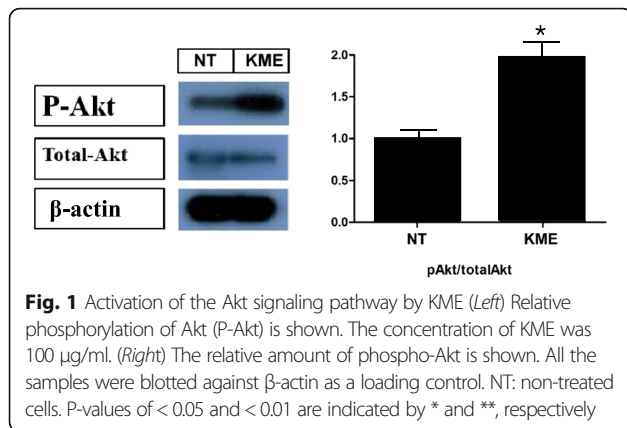 NT KME
P-Akt
Total-Akt
β-actin
*
2.0
1.5
1.0
0.5
0.0
NT KME
pAkt/totalAkt
Fig. 1 Activation of the Akt signaling pathway by KME (Left) Relative
phosphorylation of Akt (P-Akt) is shown. The concentration of KME was
100 μg/ml. (Right) The relative amount of phospho-Akt is shown. All the
samples were blotted against β-actin as a loading control. NT: non-treated
cells. P-values of < 0.05 and < 0.01 are indicated by * and **, respectively